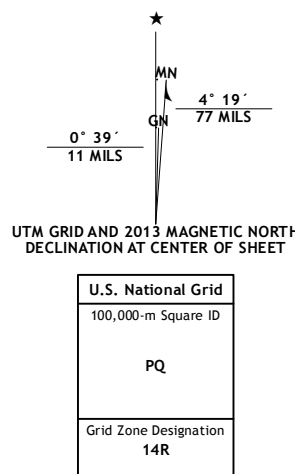 ★
MN
4° 19´
77 MILS
GN
0° 39´
11 MILS
UTM GRID AND 2013 MAGNETIC NORTH
DECLINATION AT CENTER OF SHEET
U.S. National Grid
100,000-m Square ID
PQ
Grid Zone Designation
14R